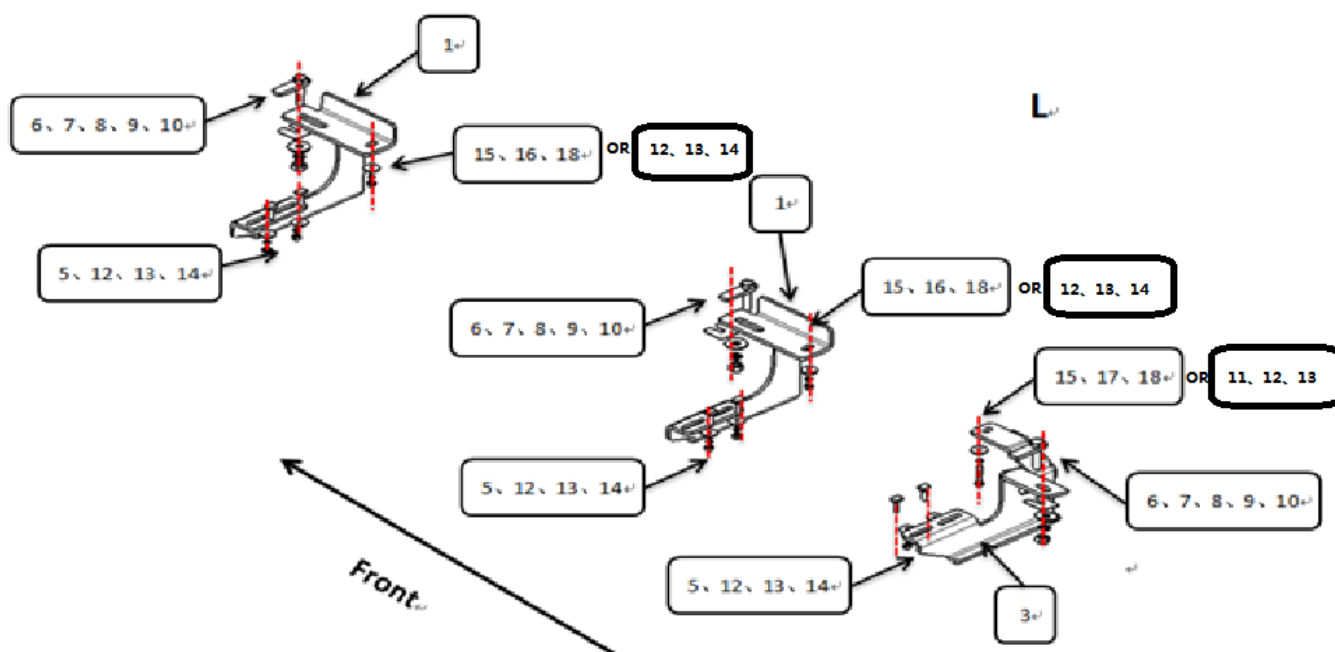 1↵
6、7、8、9、10↵
L↵
15、16、18↵ OR 12、13、14
1↵
5、12、13、14↵
15、16、18↵ OR 12、13、14
6、7、8、9、10↵
15、17、18↵ OR 11、12、13
5、12、13、14↵
6、7、8、9、10↵
Front↵
5、12、13、14↵
↵
3↵